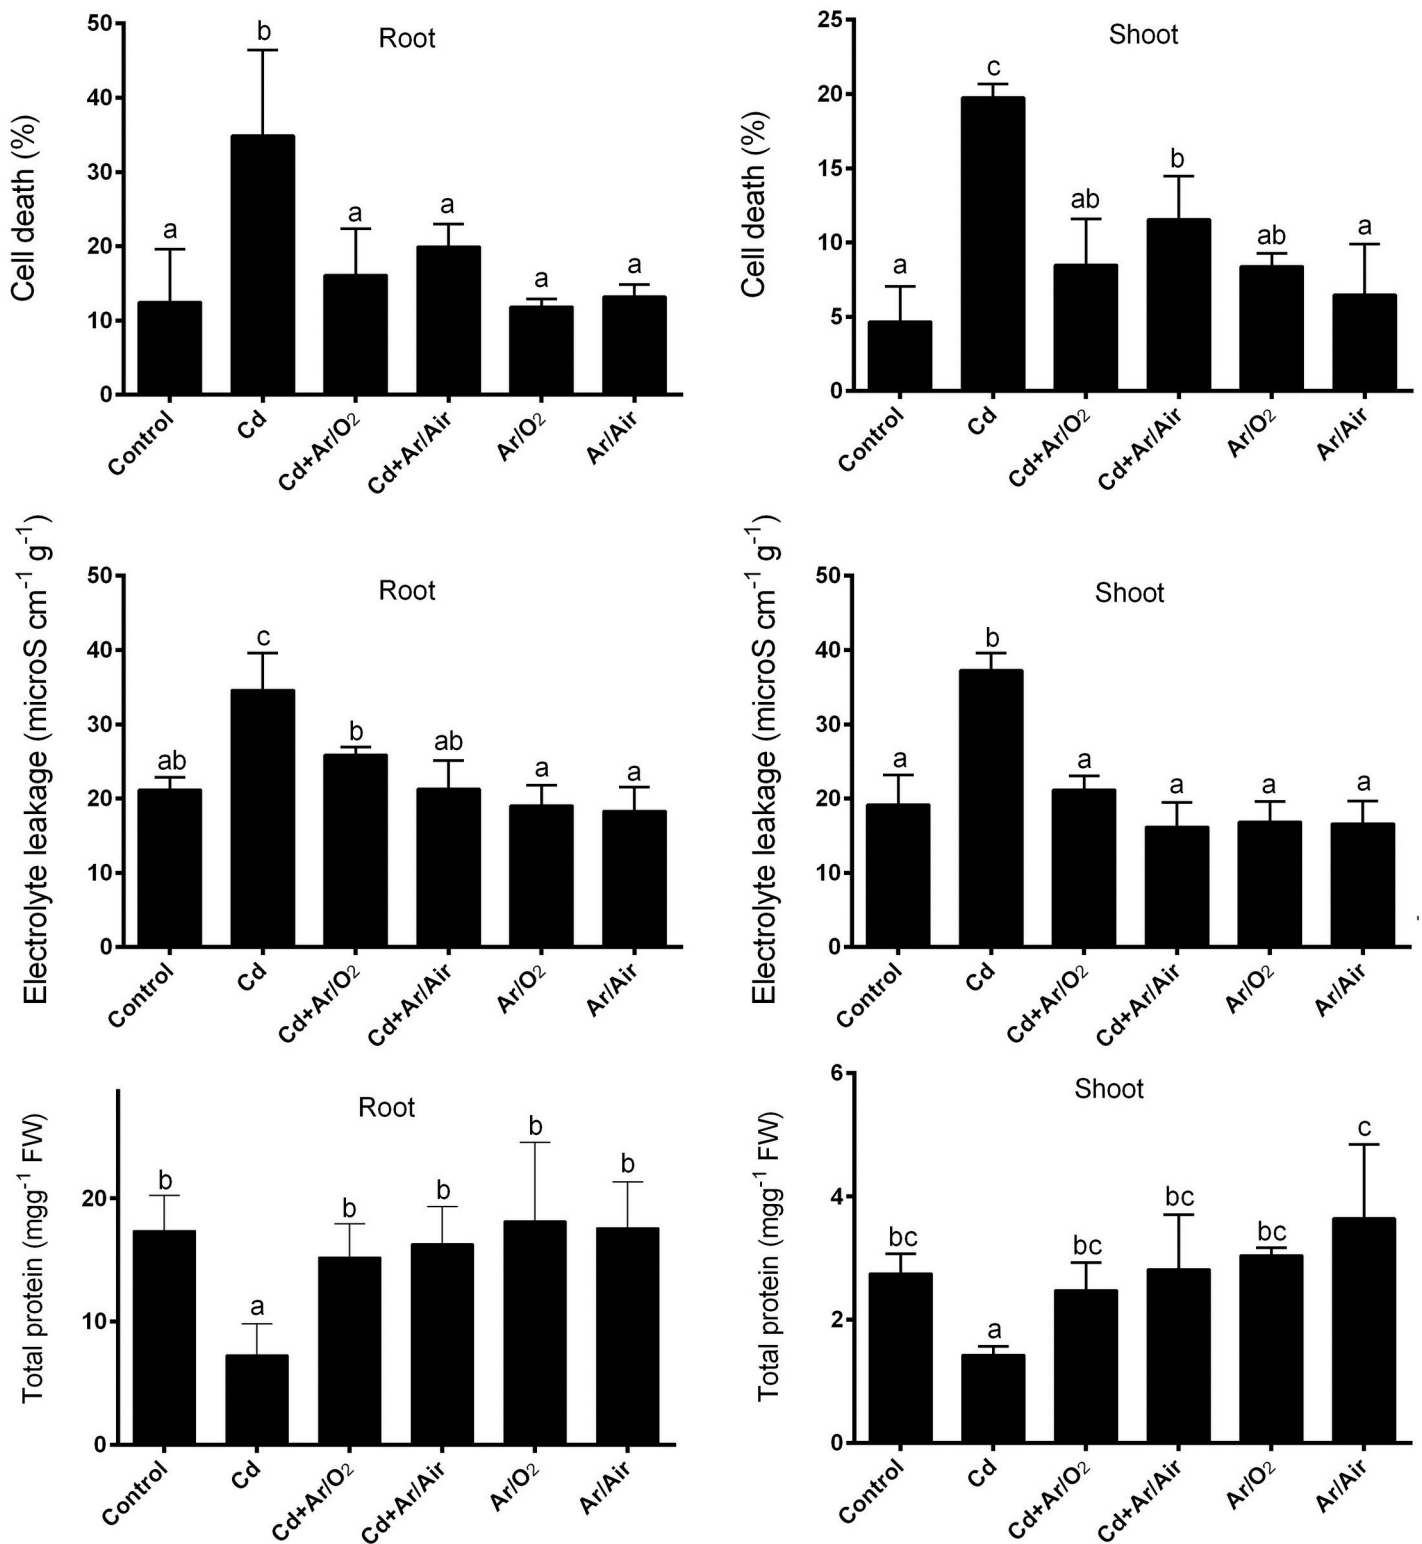 Root
Cell death (%)
50
40
30
20
10
0
a
b
a
a
a
a
Control
Cd
Cd+Ar/O2
Cd+Ar/Air
Ar/O2
Ar/Air
Shoot
Cell death (%)
25
20
15
10
5
0
a
c
ab
b
ab
a
Control
Cd
Cd+Ar/O2
Cd+Ar/Air
Ar/O2
Ar/Air
Root
Electrolyte leakage (microS cm-1 g-1)
50
40
30
20
10
0
ab
c
b
ab
a
a
Control
Cd
Cd+Ar/O2
Cd+Ar/Air
Ar/O2
Ar/Air
Shoot
Electrolyte leakage (microS cm-1 g-1)
50
40
30
20
10
0
a
b
a
a
a
a
Control
Cd
Cd+Ar/O2
Cd+Ar/Air
Ar/O2
Ar/Air
Root
Total protein (mgg-1 FW)
20
10
0
b
a
b
b
b
b
Control
Cd
Cd+Ar/O2
Cd+Ar/Air
Ar/O2
Ar/Air
Shoot
Total protein (mgg-1 FW)
6
4
2
0
bc
a
bc
bc
bc
c
Control
Cd
Cd+Ar/O2
Cd+Ar/Air
Ar/O2
Ar/Air